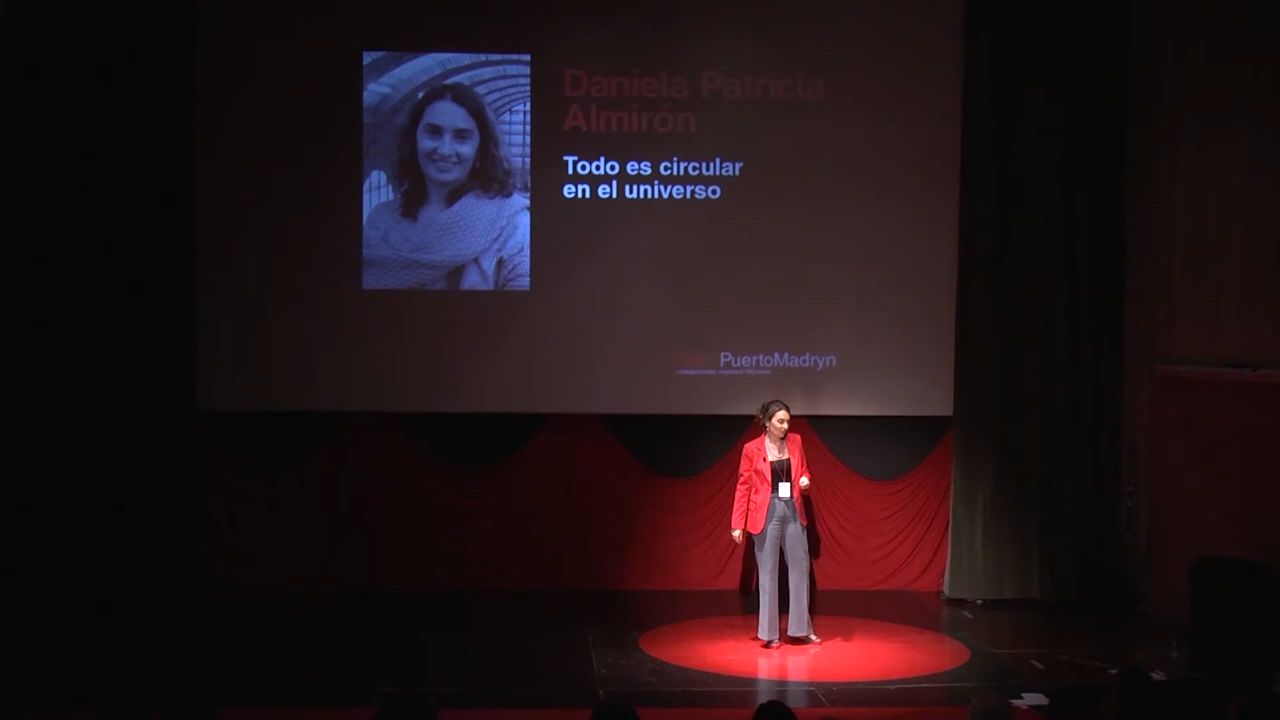 Daniela Patricia
Almirón
Todo es circular
en el universo
PuertoMadryn